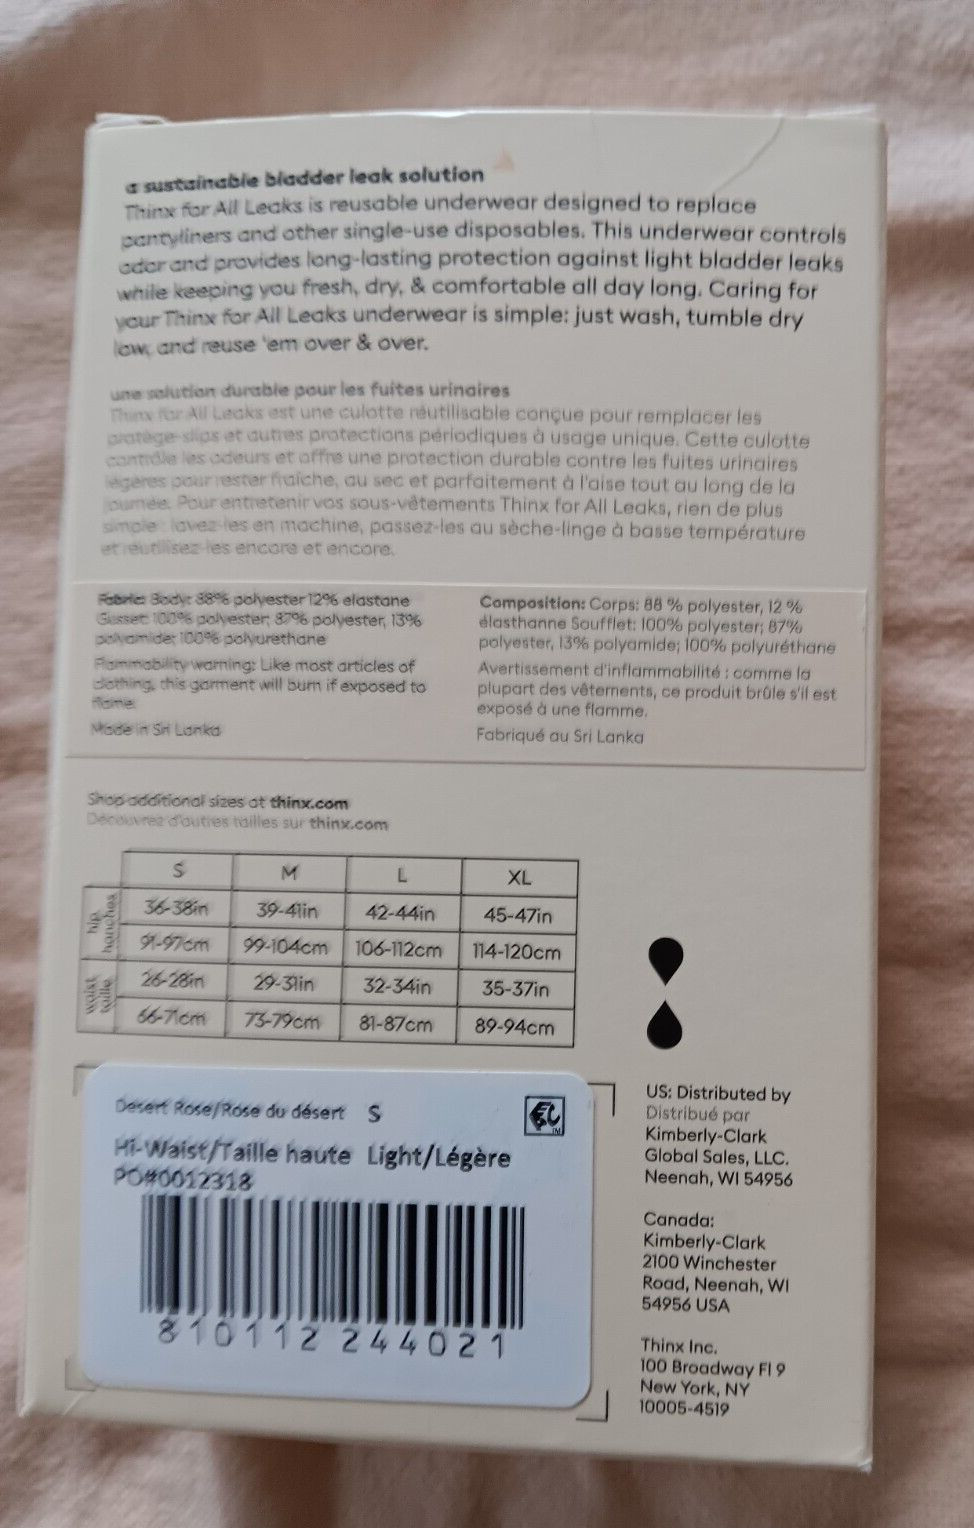 a sustainable bladder leak solution
Thinx for All Leaks is reusable underwear designed to replace
pantyliners and other single-use disposables. This underwear controls
odor and provides long-lasting protection against light bladder leaks
while keeping you fresh, dry, & comfortable all day long. Caring for
your Thinx for All Leaks underwear is simple: just wash, tumble dry
low, and reuse 'em over & over.
une solution durable pour les fuites urinaires
Thinx for All Leaks est une culotte réutilisable conçue pour remplacer les
protège-slips et autres protections périodiques à usage unique. Cette culotte
contrôle les odeurs et offre une protection durable contre les fuites urinaires
légères pour rester fraîche, au sec et parfaitement à l'aise tout au long de la
journée. Pour entretenir vos sous-vêtements Thinx for All Leaks, rien de plus
simple : lavez-les en machine, passez-les au sèche-linge à basse température
et réutilisez-les encore et encore.
Fabric: Body: 88% polyester 12% elastane
Gusset: 100% polyester; 87% polyester, 13%
polyamide; 100% polyurethane
Flammability warning: Like most articles of
clothing, this garment will burn if exposed to
flame.
Made in Sri Lanka
Composition: Corps: 88 % polyester, 12 %
élasthanne Soufflet: 100% polyester; 87%
polyester, 13% polyamide; 100% polyuréthane
Avertissement d'inflammabilité : comme la
plupart des vêtements, ce produit brûle s'il est
exposé à une flamme.
Fabriqué au Sri Lanka
Shop additional sizes at thinx.com
Découvrez d'autres tailles sur thinx.com
S M L XL
hip
hanches
36-38in 39-41in 42-44in 45-47in
91-97cm 99-104cm 106-112cm 114-120cm
waist
taille
26-28in 29-31in 32-34in 35-37in
66-71cm 73-79cm 81-87cm 89-94cm
Desert Rose/Rose du désert S
Hi-Waist/Taille haute Light/Légère
PO#0012318
810112 244021
US: Distributed by
Distribué par
Kimberly-Clark
Global Sales, LLC.
Neenah, WI 54956
Canada:
Kimberly-Clark
2100 Winchester
Road, Neenah, WI
54956 USA
Thinx Inc.
100 Broadway Fl 9
New York, NY
10005-4519